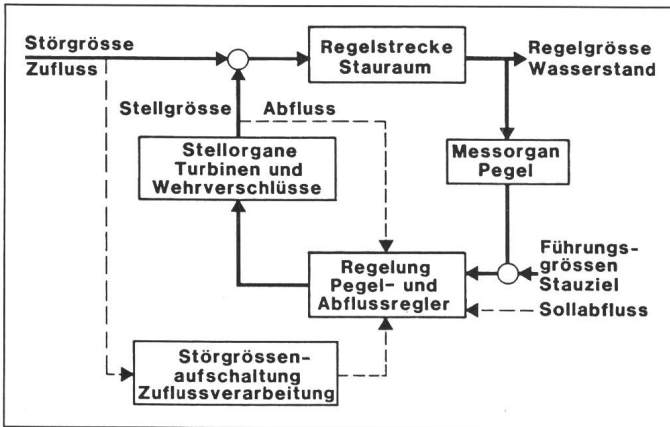 Störgrösse
Zufluss
Regelstrecke
Stauraum
Regelgrösse
Wasserstand
Stellgrösse
Abfluss
Stellorgane
Turbinen und
Wehrverschlüsse
Messorgan
Pegel
Führungs-
grössen
Stauziel
Regelung
Pegel- und
Abflussregler
Sollabfluss
Störgrössen-
aufschaltung
Zuflussverarbeitung